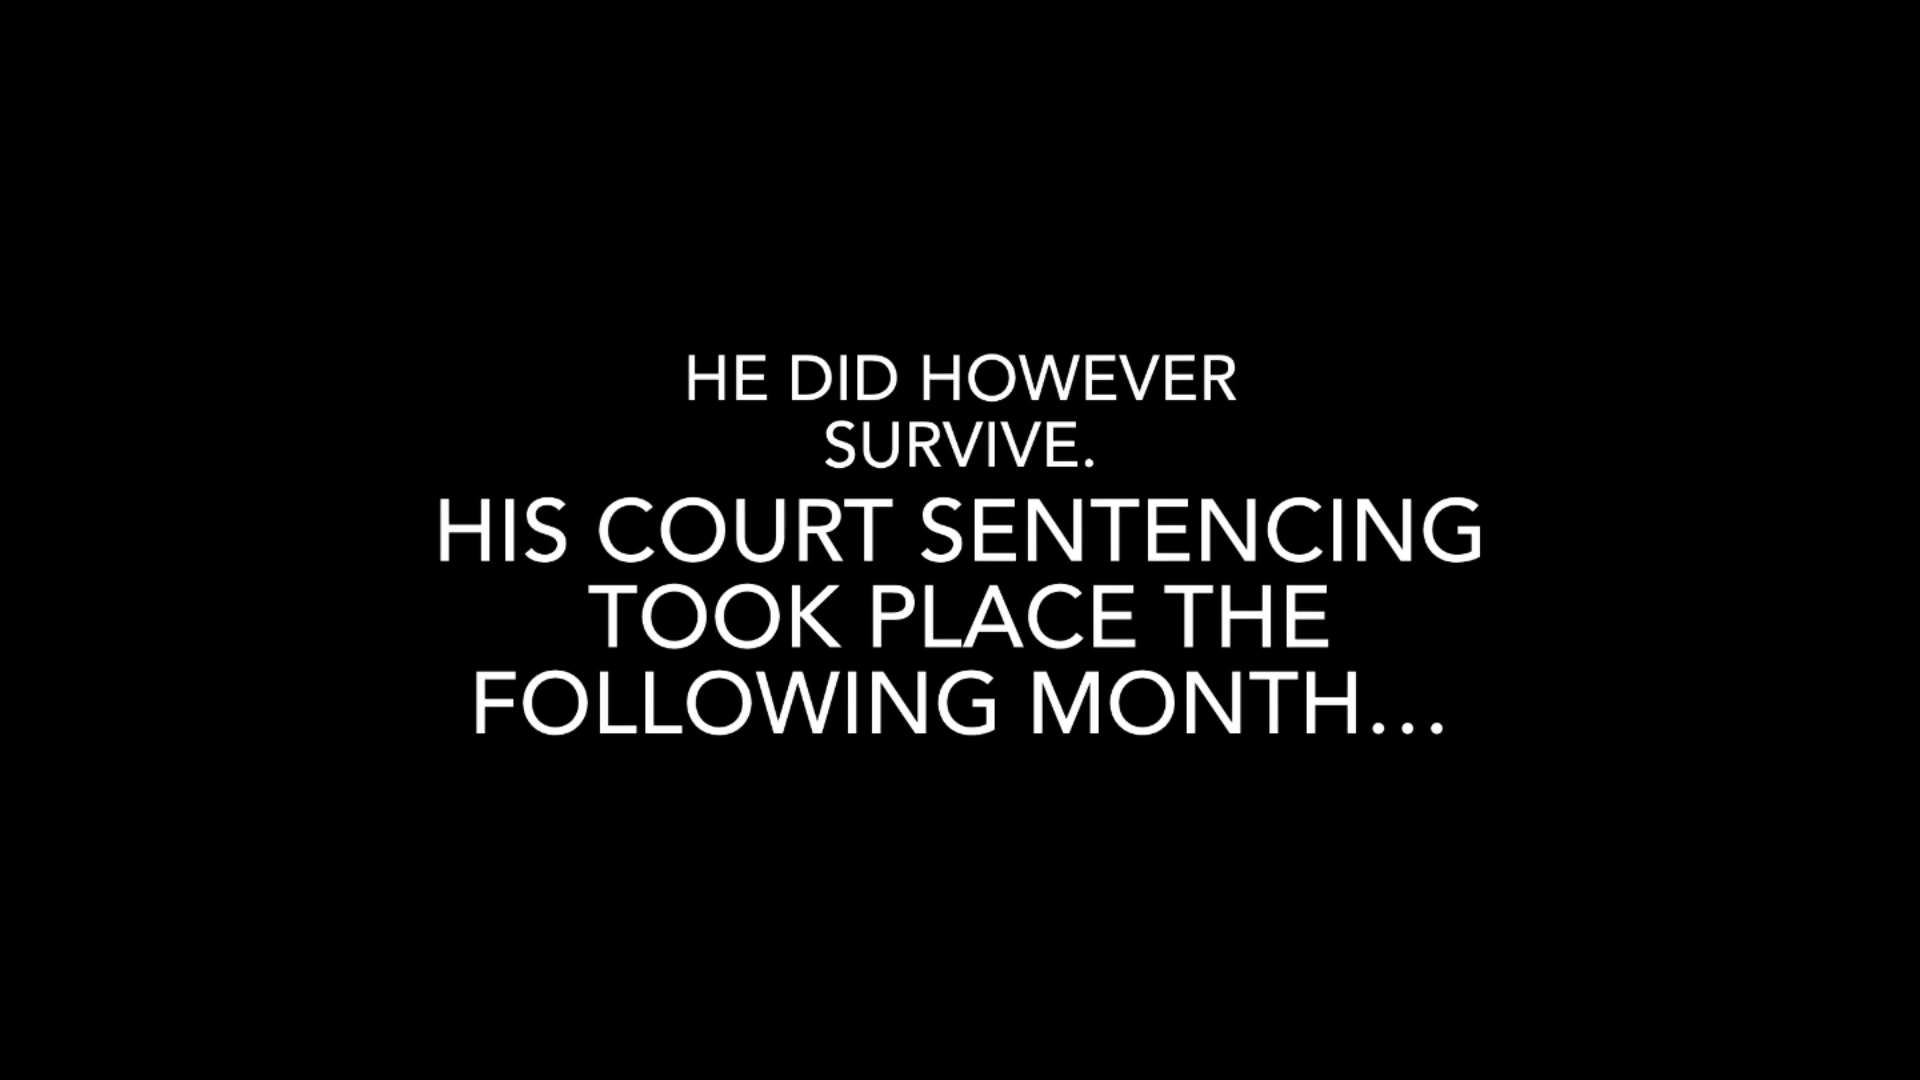 HE DID HOWEVER
SURVIVE.
HIS COURT SENTENCING
TOOK PLACE THE
FOLLOWING MONTH...